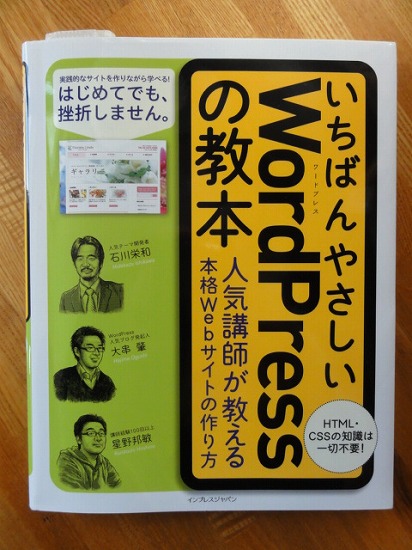 実践的なサイトを作りながら学べる!
はじめてでも、
挫折しません。
ギャラリー
人気テーマ開発者
石川栄和
WordPress
人気ブログ発起人
大串 肇
講師経験100回以上
星野邦敏
いちばんやさしい
WordPress
ワードプレス
の教本
人気講師が教える
本格Webサイトの作り方
HTML・
CSSの知識は
一切不要!
インプレスジャパン